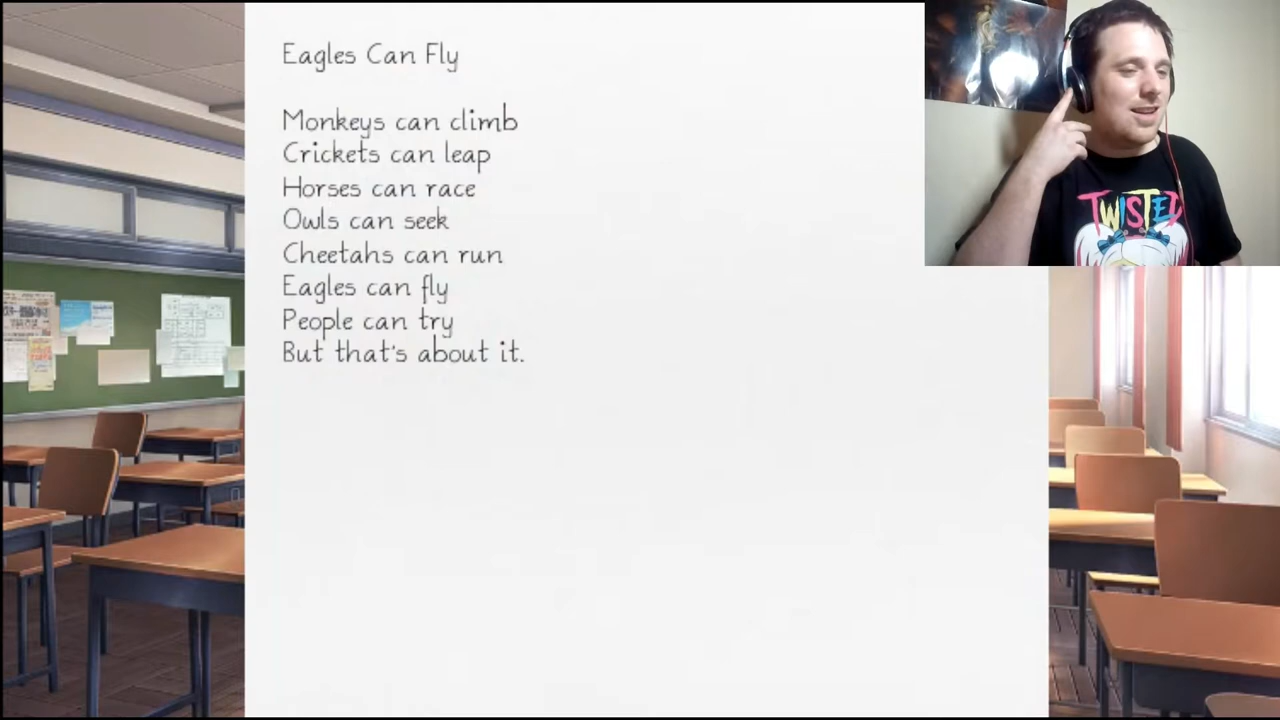 Eagles Can Fly
Monkeys can climb
Crickets can leap
Horses can race
Owls can seek
Cheetahs can run
Eagles can fly
People can try
But that's about it.
TWISTED